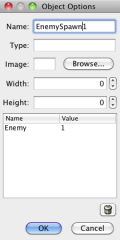 Object Options
Name: EnemySpawn1
Type:
Image: Browse...
Width: 0
Height: 0
Name Value
Enemy 1
OK Cancel